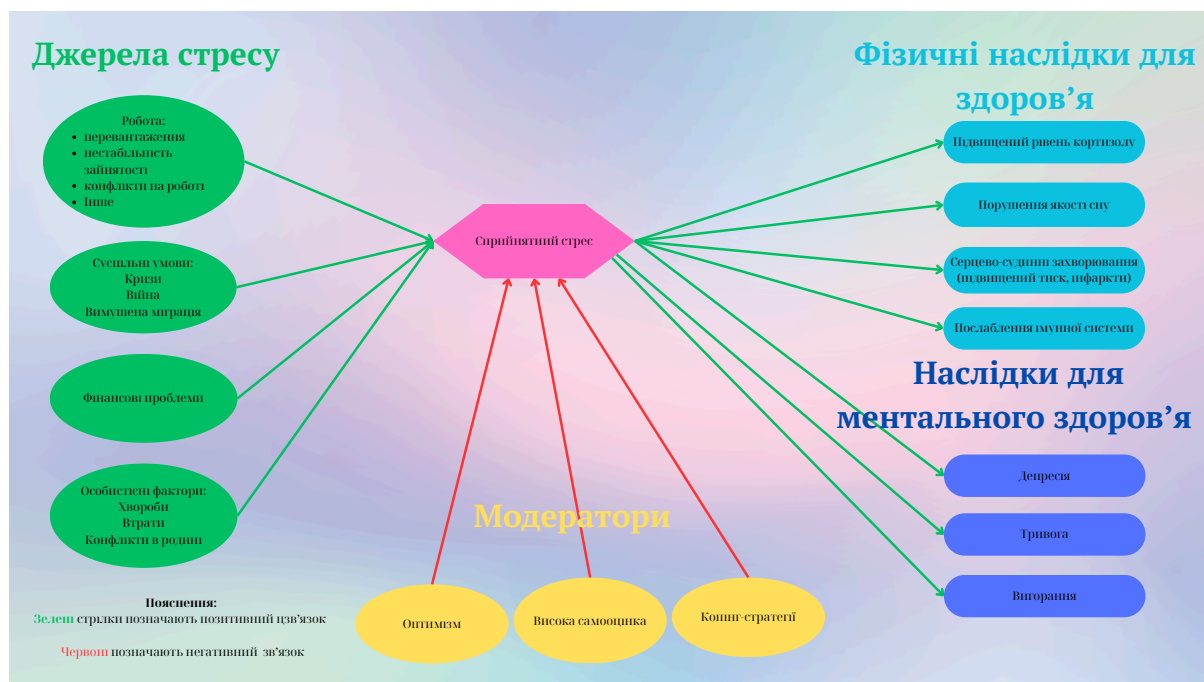 Джерела стресу
Робота:
• перевантаження
• нестабільність
зайнятості
• конфлікти на роботі
• Інше
Суспільні умови:
Кризи
Війна
Вимушена міграція
Фінансові проблеми
Особистісні фактори:
Хвороби
Втрати
Конфлікти в родині
Пояснення:
Зелені стрілки позначають позитивний цзв'язок
Червоні позначають негативний зв'язок
Сприйнятий стрес
Модератори
Оптимізм
Висока самооцінка
Копінг-стратегії
Фізичні наслідки для
здоров'я
Підвищений рівень кортизолу
Порушення якості сну
Серцево-судинні захворювання
(підвищений тиск, інфаркти)
Послаблення імунної системи
Наслідки для
ментального здоров'я
Депресія
Тривога
Вигорання